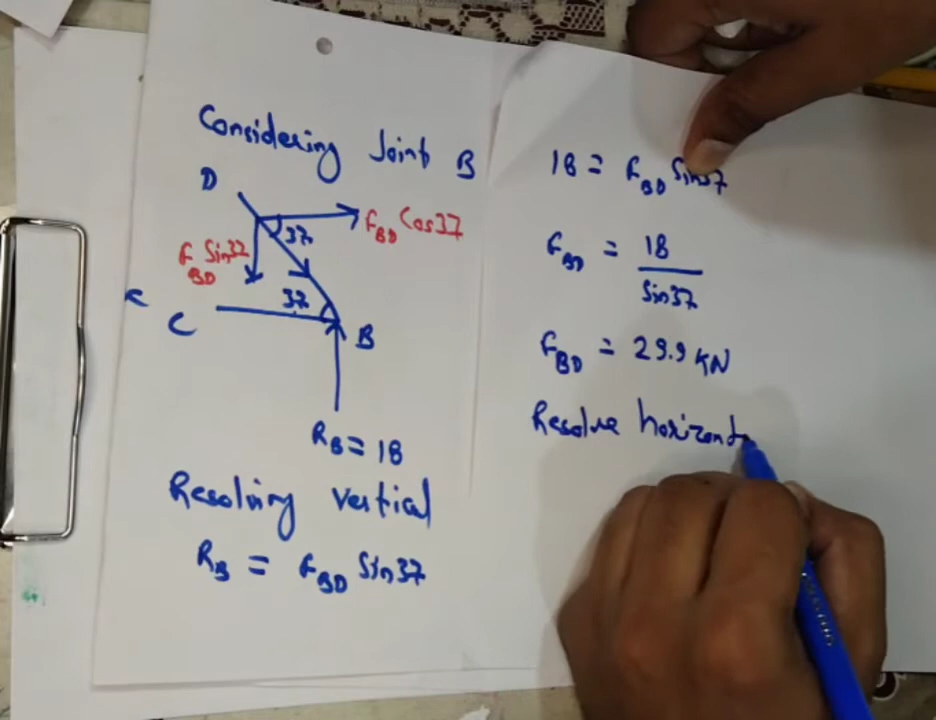 Considering Joint B
D
F_BD Cos37
37
F_BD Sin37
37
C
B
R_B = 18
Resolving vertical
R_B = F_BD Sin37
18 = F_BD Sin37
F_BD = 18 / Sin37
F_BD = 29.9 KN
Resolve horizont